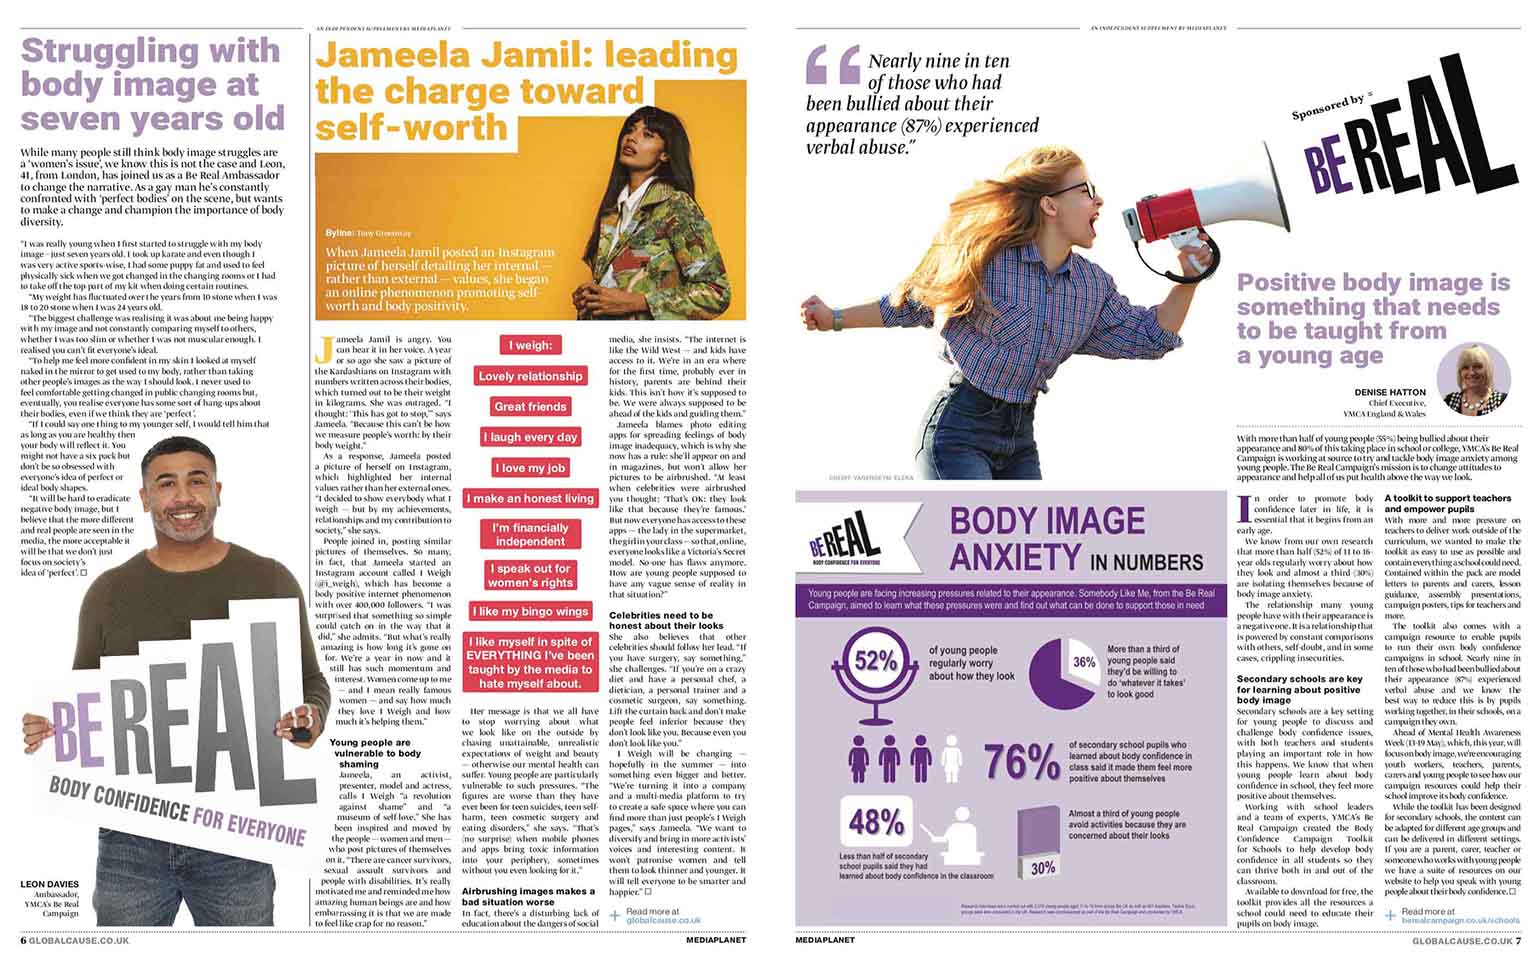 AN INDEPENDENT SUPPLEMENT BY MEDIAPLANET
Struggling with
body image at
seven years old
While many people still think body image struggles are
a ‘women’s issue’, we know this is not the case and Leon,
41, from London, has joined us as a Be Real Ambassador
to change the narrative. As a gay man he’s constantly
confronted with ‘perfect bodies’ on the scene, but wants
to make a change and champion the importance of body
diversity.
“I was really young when I first started to struggle with my body
image – just seven years old. I took up karate and even though I
was very active sports-wise, I had some puppy fat and used to feel
physically sick when we got changed in the changing rooms or I had
to take off the top part of my kit when doing certain routines.
“My weight has fluctuated over the years from 10 stone when I was
18 to 20 stone when I was 24 years old.
“The biggest challenge was realising it was about me being happy
with my image and not constantly comparing myself to others,
whether I was too slim or whether I was not muscular enough. I
realised you can’t fit everyone’s ideal.
“To help me feel more confident in my skin I looked at myself
naked in the mirror to get used to my body, rather than taking
other people’s images as the way I should look. I never used to
feel comfortable getting changed in public changing rooms but,
eventually, you realise everyone has some sort of hang-ups about
their bodies, even if we think they are ‘perfect’.
“If I could say one thing to my younger self, I would tell him that
as long as you are healthy then
your body will reflect it. You
might not have a six pack but
don’t be so obsessed with
everyone’s idea of perfect or
ideal body shapes.
“It will be hard to eradicate
negative body image, but I
believe that the more different
and real people are seen in the
media, the more acceptable it
will be that we don’t just
focus on society’s
idea of ‘perfect’.
BE REAL
BODY CONFIDENCE FOR EVERYONE
LEON DAVIES
Ambassador,
YMCA’s Be Real
Campaign
6 GLOBALCAUSE.CO.UK
Jameela Jamil: leading
the charge toward
self-worth
Byline: Tony Greenway
When Jameela Jamil posted an Instagram
picture of herself detailing her internal —
rather than external — values, she began
an online phenomenon promoting self-
worth and body positivity.
Jameela Jamil is angry. You
can hear it in her voice. A year
or so ago she saw a picture of
the Kardashians on Instagram with
numbers written across their bodies,
which turned out to be their weight
in kilograms. She was outraged. “I
thought: ‘This has got to stop,’” says
Jameela. “Because this can’t be how
we measure people’s worth: by their
body weight.”
As a response, Jameela posted
a picture of herself on Instagram,
which highlighted her internal
values rather than her external ones.
“I decided to show everybody what I
weigh — but by my achievements,
relationships and my contribution to
society,” she says.
People joined in, posting similar
pictures of themselves. So many,
in fact, that Jameela started an
Instagram account called I Weigh
(@i_weigh), which has become a
body positive internet phenomenon
with over 400,000 followers. “I was
surprised that something so simple
could catch on in the way that it
did,” she admits. “But what’s really
amazing is how long it’s gone on
for. We’re a year in now and it
still has such momentum and
interest. Women come up to me
— and I mean really famous
women — and say how much
they love I Weigh and how
much it’s helping them.”
Young people are
vulnerable to body
shaming
Jameela, an activist,
presenter, model and actress,
calls I Weigh “a revolution
against shame” and “a
museum of self-love.” She has
been inspired and moved by
the people — women and men —
who post pictures of themselves
on it. “There are cancer survivors,
sexual assault survivors and
people with disabilities. It’s really
motivated me and reminded me how
amazing human beings are and how
embarrassing it is that we are made
to feel like crap for no reason.”
I weigh:
Lovely relationship
Great friends
I laugh every day
I love my job
I make an honest living
I’m financially
independent
I speak out for
women’s rights
I like my bingo wings
I like myself in spite of
EVERYTHING I’ve been
taught by the media to
hate myself about.
Her message is that we all have
to stop worrying about what
we look like on the outside by
chasing unattainable, unrealistic
expectations of weight and beauty
— otherwise our mental health can
suffer. Young people are particularly
vulnerable to such pressures. “The
figures are worse than they have
ever been for teen suicides, teen self-
harm, teen cosmetic surgery and
eating disorders,” she says. “That’s
(no surprise) when mobile phones
and apps bring toxic information
into your periphery, sometimes
without you even looking for it.”
Airbrushing images makes a
bad situation worse
In fact, there’s a disturbing lack of
education about the dangers of social
media, she insists. “The internet is
like the Wild West — and kids have
access to it. We’re in an era where
for the first time, probably ever in
history, parents are behind their
kids. This isn’t how it’s supposed to
be. We were always supposed to be
ahead of the kids and guiding them.”
Jameela blames photo editing
apps for spreading feelings of body
image inadequacy, which is why she
now has a rule: she’ll appear on and
in magazines, but won’t allow her
pictures to be airbrushed. “At least
when celebrities were airbrushed
you thought: ‘That’s OK: they look
like that because they’re famous.’
But now everyone has access to these
apps — the lady in the supermarket,
the girl in your class — so that, online,
everyone looks like a Victoria’s Secret
model. No-one has flaws anymore.
How are young people supposed to
have any vague sense of reality in
that situation?”
Celebrities need to be
honest about their looks
She also believes that other
celebrities should follow her lead. “If
you have surgery, say something,”
she challenges. “If you’re on a crazy
diet and have a personal chef, a
dietician, a personal trainer and a
cosmetic surgeon, say something.
Lift the curtain back and don’t make
people feel inferior because they
don’t look like you. Because even you
don’t look like you.”
I Weigh will be changing —
hopefully in the summer — into
something even bigger and better.
“We’re turning it into a company
and a multi-media platform to try
to create a safe space where you can
find more than just people’s I Weigh
pages,” says Jameela. “We want to
diversify and bring in more activists’
voices and interesting content. It
won’t patronise women and tell
them to look thinner and younger. It
will tell everyone to be smarter and
happier.”
Read more at
globalcause.co.uk
MEDIAPLANET
AN INDEPENDENT SUPPLEMENT BY MEDIAPLANET
“Nearly nine in ten
of those who had
been bullied about their
appearance (87%) experienced
verbal abuse.”
CREDIT: YAKOBCHUK OLENA
Sponsored by
BE REAL
Positive body image is
something that needs
to be taught from
a young age
DENISE HATTON
Chief Executive,
YMCA England & Wales
With more than half of young people (55%) being bullied about their
appearance and 80% of this taking place in school or college, YMCA’s Be Real
Campaign is working at source to try and tackle body image anxiety among
young people. The Be Real Campaign’s mission is to change attitudes to
appearance and help all of us put health above the way we look.
In order to promote body
confidence later in life, it is
essential that it begins from an
early age.
We know from our own research
that more than half (52%) of 11 to 16-
year olds regularly worry about how
they look and almost a third (30%)
are isolating themselves because of
body image anxiety.
The relationship many young
people have with their appearance is
a negative one. It is a relationship that
is powered by constant comparisons
with others, self-doubt, and in some
cases, crippling insecurities.
Secondary schools are key
for learning about positive
body image
Secondary schools are a key setting
for young people to discuss and
challenge body confidence issues,
with both teachers and students
playing an important role in how
this happens. We know that when
young people learn about body
confidence in school, they feel more
positive about themselves.
Working with school leaders
and a team of experts, YMCA’s Be
Real Campaign created the Body
Confidence Campaign Toolkit
for Schools to help develop body
confidence in all students so they
can thrive both in and out of the
classroom.
Available to download for free, the
toolkit provides all the resources a
school could need to educate their
pupils on body image.
A toolkit to support teachers
and empower pupils
With more and more pressure on
teachers to deliver work outside of the
curriculum, we wanted to make the
toolkit as easy to use as possible and
contain everything a school could need.
Contained within the pack are model
letters to parents and carers, lesson
guidance, assembly presentations,
campaign posters, tips for teachers and
more.
The toolkit also comes with a
campaign resource to enable pupils
to run their own body confidence
campaigns in school. Nearly nine in
ten of those who had been bullied about
their appearance (87%) experienced
verbal abuse and we know the
best way to reduce this is by pupils
working together, in their schools, on a
campaign they own.
Ahead of Mental Health Awareness
Week (13-19 May), which, this year, will
focus on body image, we’re encouraging
youth workers, teachers, parents,
carers and young people to see how our
campaign resources could help their
school improve its body confidence.
While the toolkit has been designed
for secondary schools, the content can
be adapted for different age groups and
can be delivered in different settings.
If you are a parent, carer, teacher or
someone who works with young people
we have a suite of resources on our
website to help you speak with young
people about their body confidence.
Read more at
berealcampaign.co.uk/schools
BE REAL
BODY CONFIDENCE FOR EVERYONE
BODY IMAGE
ANXIETY IN NUMBERS
Young people are facing increasing pressures related to their appearance. Somebody Like Me, from the Be Real
Campaign, aimed to learn what these pressures were and find out what can be done to support those in need
52%
of young people
regularly worry
about how they look
36%
More than a third of
young people said
they’d be willing to
do ‘whatever it takes’
to look good
76%
of secondary school pupils who
learned about body confidence in
class said it made them feel more
positive about themselves
48%
Less than half of secondary
school pupils said they had
learned about body confidence in the classroom
Almost a third of young people
avoid activities because they are
concerned about their looks
30%
MEDIAPLANET
GLOBALCAUSE.CO.UK 7